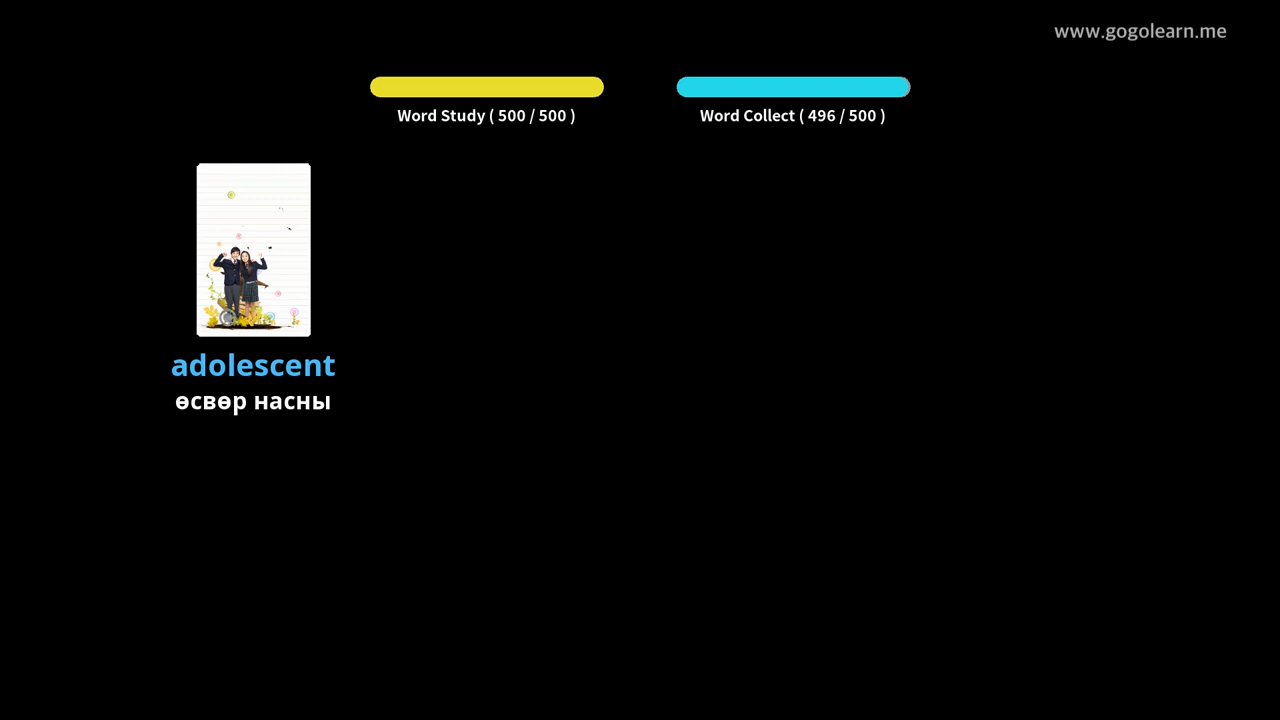 www.gogolearn.me
Word Study ( 500 / 500 )
Word Collect ( 496 / 500 )
adolescent
өсвөр насны